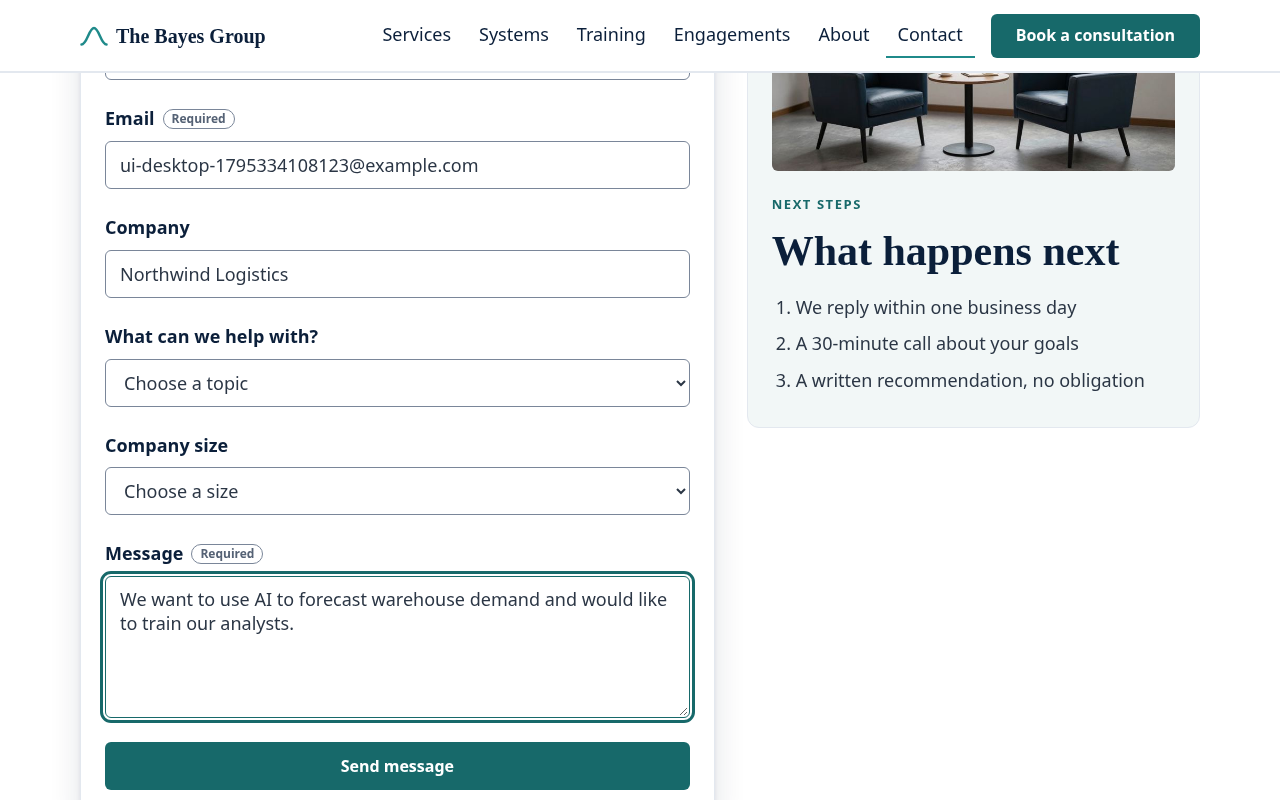 The Bayes Group
Services
Systems
Training
Engagements
About
Contact
Book a consultation
Email Required
ui-desktop-1795334108123@example.com
Company
Northwind Logistics
What can we help with?
Choose a topic
Company size
Choose a size
Message Required
We want to use AI to forecast warehouse demand and would like
to train our analysts.
Send message
NEXT STEPS
What happens next
1. We reply within one business day
2. A 30-minute call about your goals
3. A written recommendation, no obligation